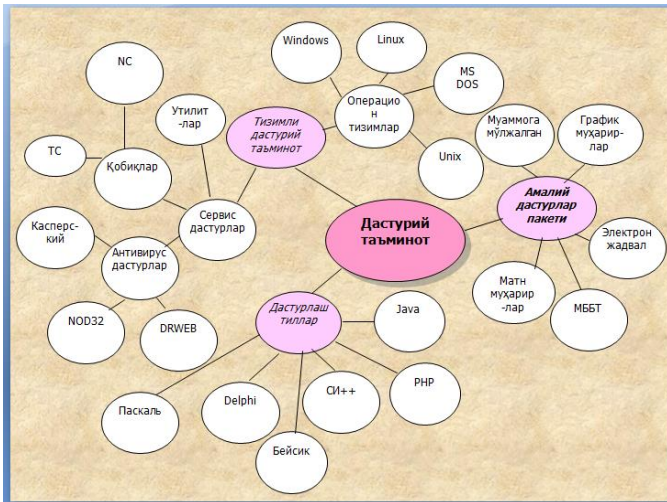 NC
Windows
Linux
MS
DOS
Утилит
-лар
Тизимли
дастурий
таъминот
Операцион
н
тизимлар
Муаммога
мўлжалган
График
муҳарир-
лар
ТС
Қобиқлар
Unix
Амалий
дастурлар
пакети
Касперс-
кий
Сервис
дастурлар
Дастурий
таъминот
Электрон
жадвал
Антивирус
дастурлар
Матн
муҳарир
-лар
МББТ
NOD32
DRWEB
Дастурлаш
тиллар
Java
Паскаль
Delphi
СИ++
PHP
Бейсик